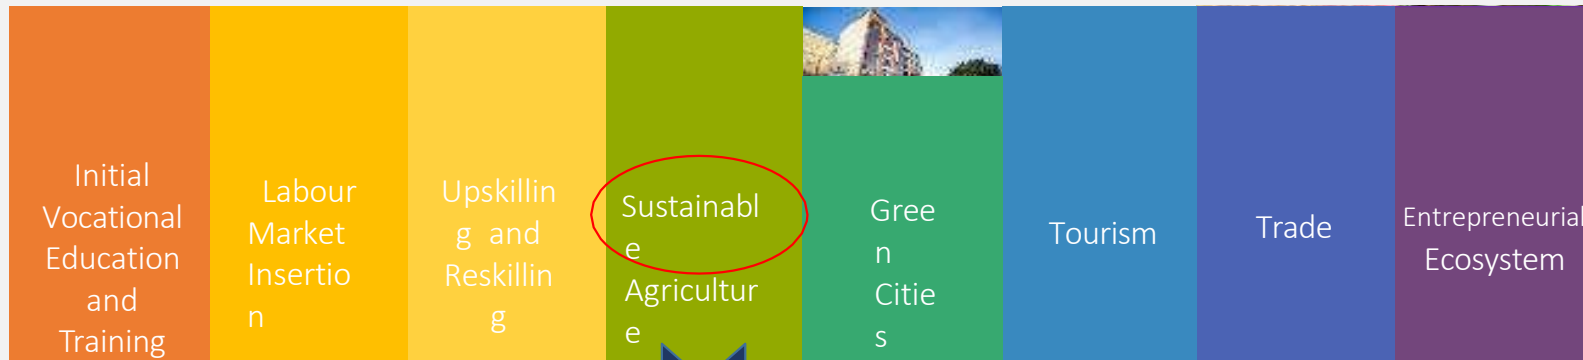 Initial
Vocational
Education
and
Training
Labour
Market
Insertio
n
Upskillin
g and
Reskillin
g
Sustainabl
e
Agricultur
e
Gree
n
Citie
s
Tourism
Trade
Entrepreneurial
Ecosystem